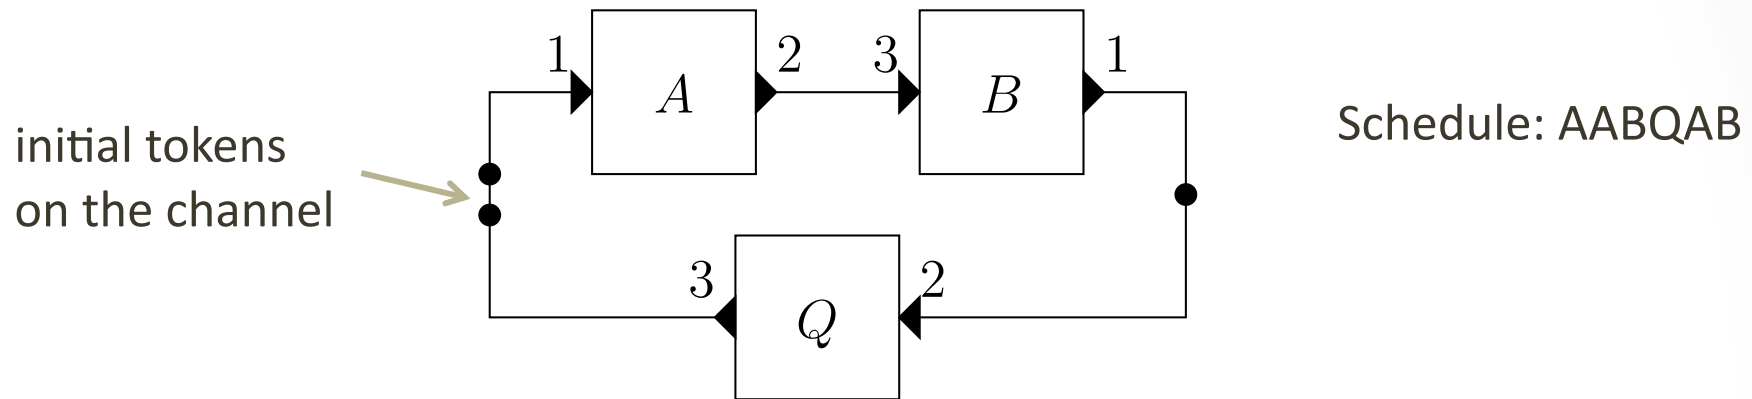 1
A
2
3
B
1
Schedule: AABQAB
initial tokens
on the channel
3
Q
2